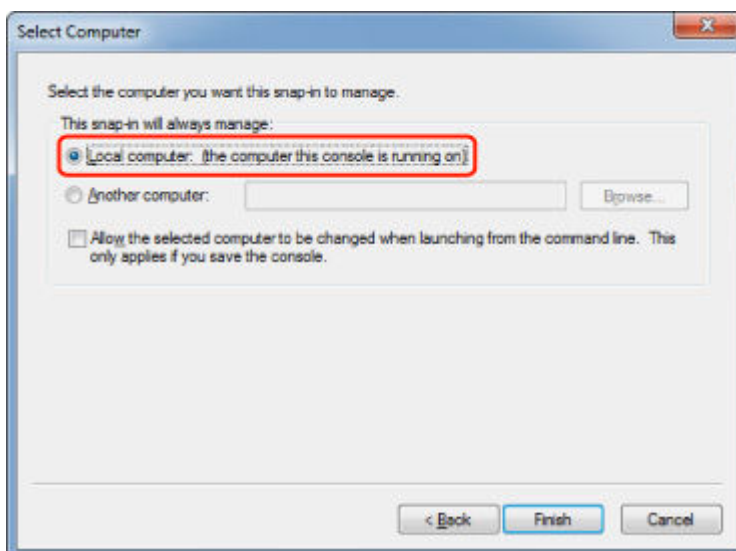 Select Computer
Select the computer you want this snap-in to manage.
This snap-in will always manage:
Local computer: (the computer this console is running on)
Another computer:
Browse...
Allow the selected computer to be changed when launching from the command line. This
only applies if you save the console.
< Back
Finish
Cancel